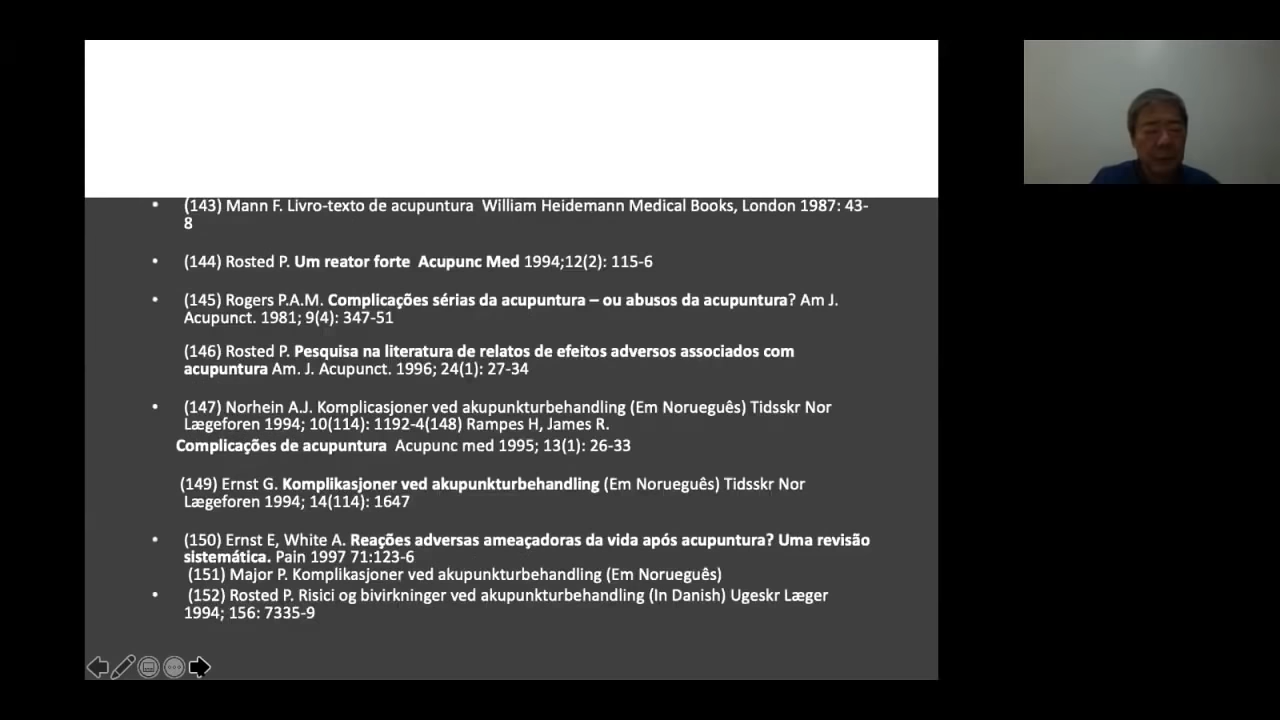 (143) Mann F. Livro-texto de acupuntura  William Heidemann Medical Books, London 1987: 43-
8
(144) Rosted P. Um reator forte  Acupunc Med 1994;12(2): 115-6
(145) Rogers P.A.M. Complicações sérias da acupuntura – ou abusos da acupuntura? Am J.
Acupunct. 1981; 9(4): 347-51
(146) Rosted P. Pesquisa na literatura de relatos de efeitos adversos associados com
acupuntura Am. J. Acupunct. 1996; 24(1): 27-34
(147) Norhein A.J. Komplicasjoner ved akupunkturbehandling (Em Norueguês) Tidsskr Nor
Lægeforen 1994; 10(114): 1192-4(148) Rampes H, James R.
Complicações de acupuntura  Acupunc med 1995; 13(1): 26-33
(149) Ernst G. Komplikasjoner ved akupunkturbehandling (Em Norueguês) Tidsskr Nor
Lægeforen 1994; 14(114): 1647
(150) Ernst E, White A. Reações adversas ameaçadoras da vida após acupuntura? Uma revisão
sistemática. Pain 1997 71:123-6
(151) Major P. Komplikasjoner ved akupunkturbehandling (Em Norueguês)
(152) Rosted P. Risici og bivirkninger ved akupunkturbehandling (In Danish) Ugeskr Læger
1994; 156: 7335-9